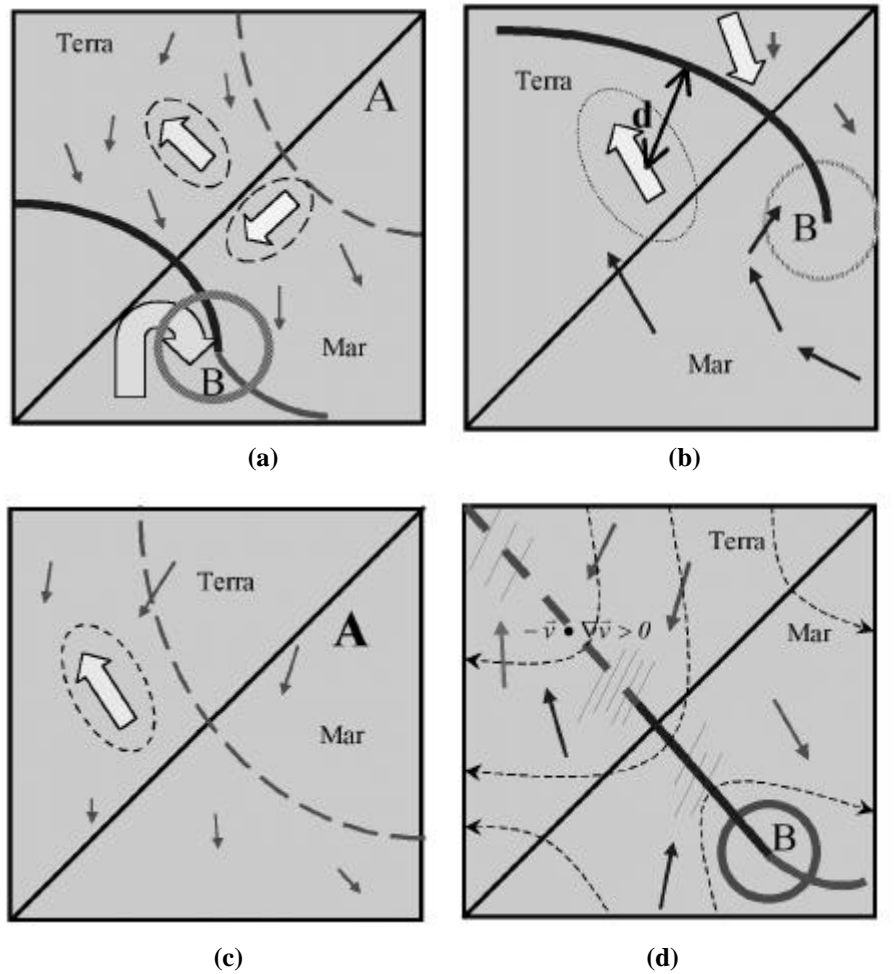 Terra
A
Mar
B
(a)
Terra
d
B
Mar
(b)
Terra
A
Mar
(c)
Terra
Mar
- v⃗ • ∇v⃗ > 0
B
(d)